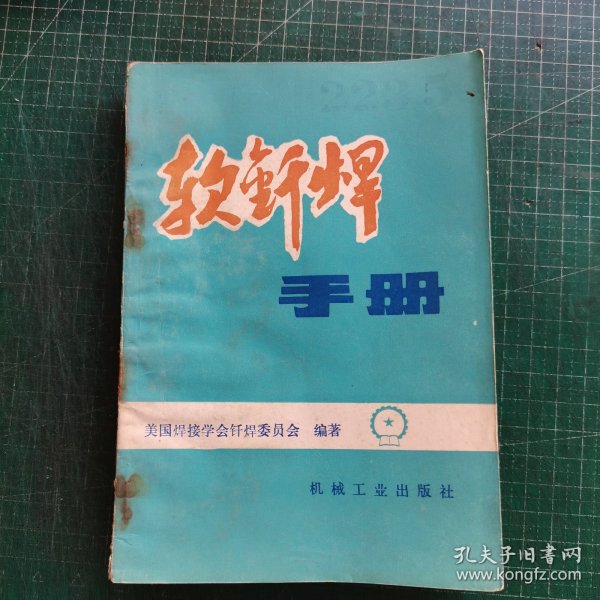 软钎焊
手册
美国焊接学会钎焊委员会 编著
机械工业出版社
孔夫子旧书网
www.kongfz.com